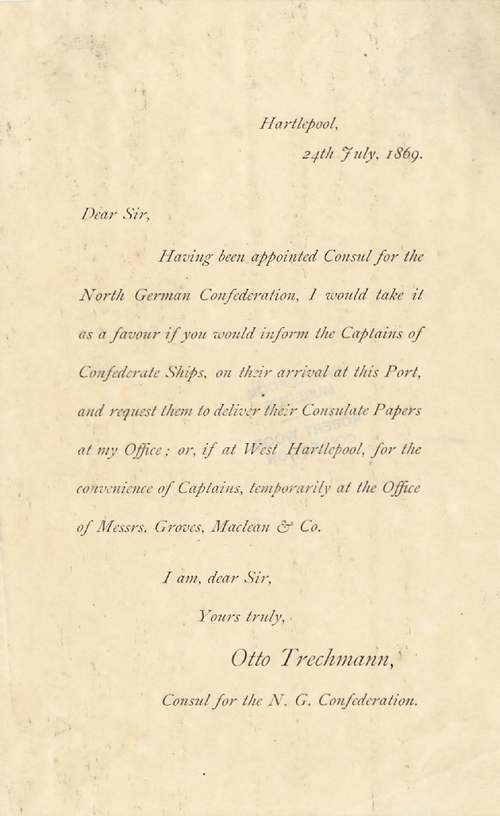 Hartlepool,
24th July, 1869.
Dear Sir,
Having been appointed Consul for the
North German Confederation, I would take it
as a favour if you would inform the Captains of
Confederate Ships, on their arrival at this Port,
and request them to deliver their Consulate Papers
at my Office; or, if at West Hartlepool, for the
convenience of Captains, temporarily at the Office
of Messrs. Groves, Maclean & Co.
I am, dear Sir,
Yours truly,
Otto Trechmann,
Consul for the N. G. Confederation.